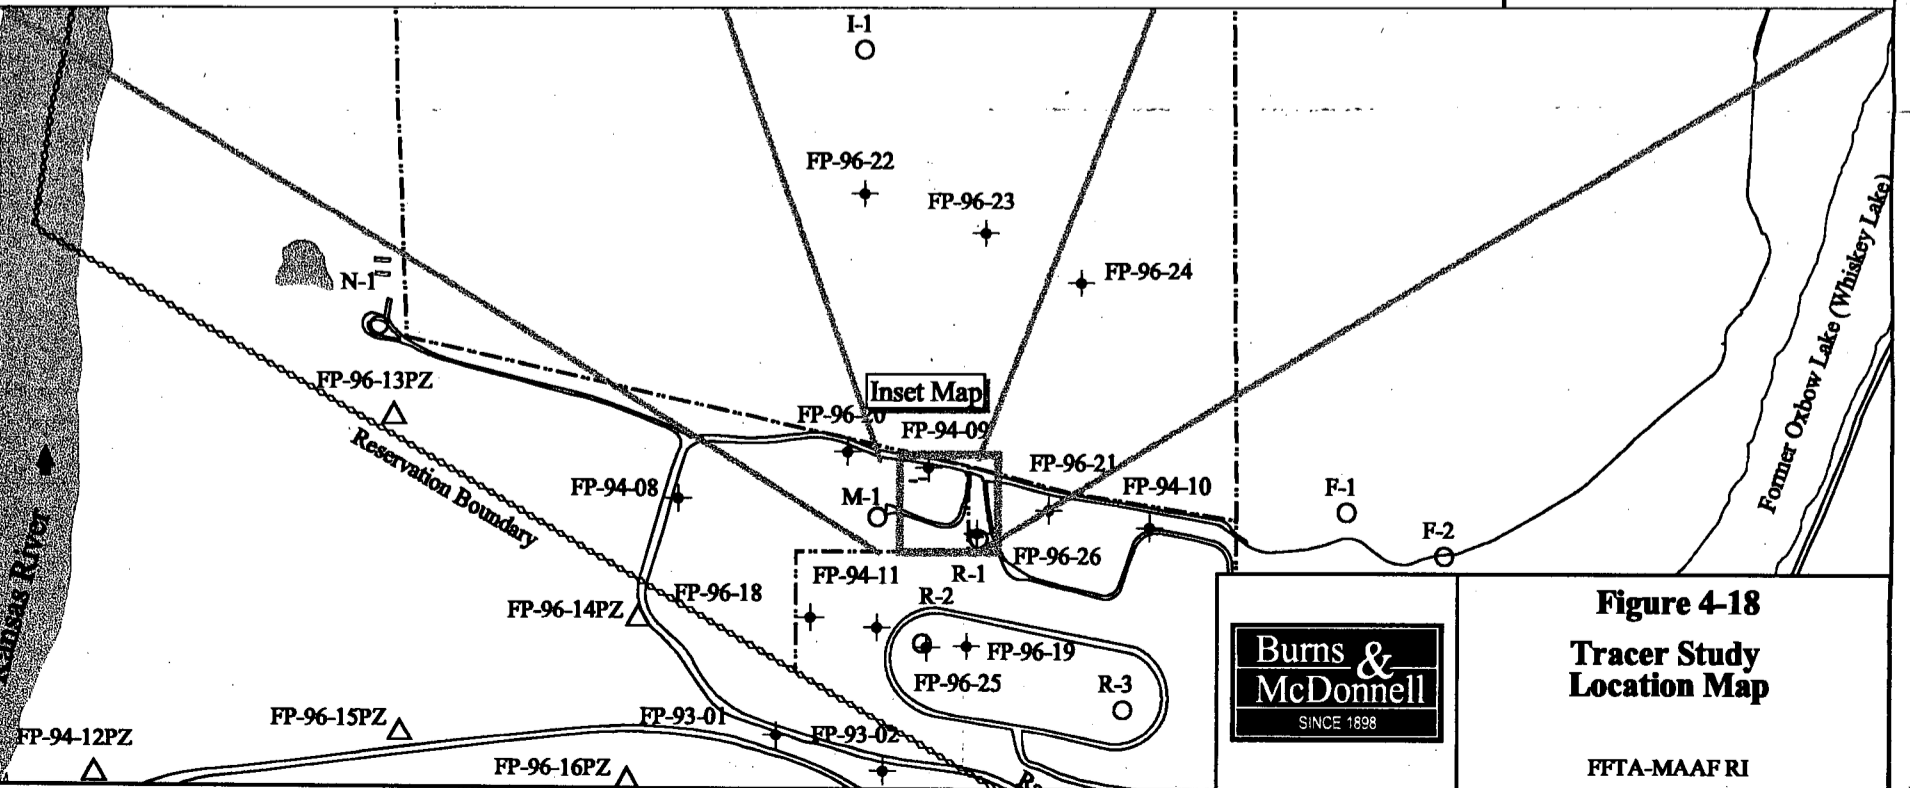 I-1
FP-96-22
FP-96-23
FP-96-24
N-1
FP-96-13PZ
Inset Map
FP-96-20
FP-94-09
FP-96-21
FP-94-10
FP-94-08
M-1
F-1
F-2
Reservation Boundary
Former Oxbow Lake (Whiskey Lake)
Kansas River
FP-96-26
FP-94-11
R-1
FP-96-18
FP-96-14PZ
R-2
FP-96-19
FP-96-25
R-3
FP-96-15PZ
FP-93-01
FP-93-02
FP-94-12PZ
FP-96-16PZ
Burns &
McDonnell
SINCE 1898
Figure 4-18
Tracer Study
Location Map
FFTA-MAAF RI